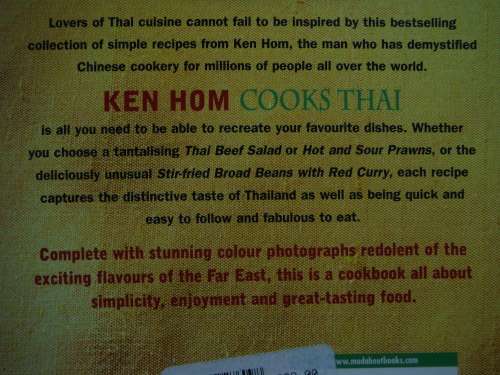 Lovers of Thai cuisine cannot fail to be inspired by this bestselling
collection of simple recipes from Ken Hom, the man who has demystified
Chinese cookery for millions of people all over the world.
KEN HOM COOKS THAI
is all you need to be able to recreate your favourite dishes. Whether
you choose a tantalising Thai Beef Salad or Hot and Sour Prawns, or the
deliciously unusual Stir-fried Broad Beans with Red Curry, each recipe
captures the distinctive taste of Thailand as well as being quick and
easy to follow and fabulous to eat.
Complete with stunning colour photographs redolent of the
exciting flavours of the Far East, this is a cookbook all about
simplicity, enjoyment and great-tasting food.
www.madaboutbooks.com